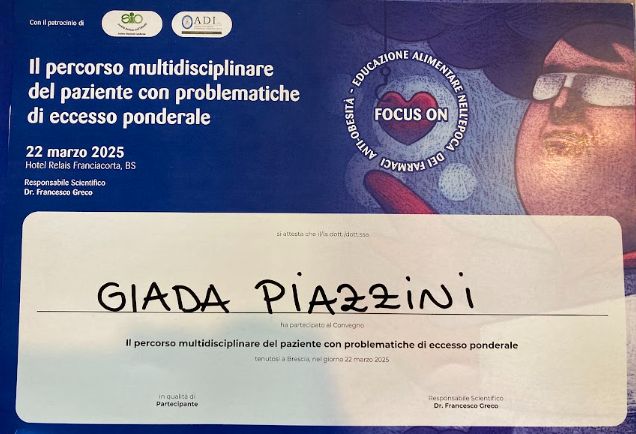 Con il patrocinio di
sio
ADI
Il percorso multidisciplinare
del paziente con problematiche
di eccesso ponderale
22 marzo 2025
Hotel Relais Franciacorta, BS
Responsabile Scientifico
Dr. Francesco Greco
FOCUS ON
EDUCAZIONE ALIMENTARE NELL'EPOCA DEI FARMACI ANTI-OBESITÀ
si attesta che il/la dott./dott.ssa
GIADA PIAZZINI
ha partecipato al Convegno
Il percorso multidisciplinare del paziente con problematiche di eccesso ponderale
tenutosi a Brescia, nel giorno 22 marzo 2025
in qualità di
Partecipante
Responsabile Scientifico
Dr. Francesco Greco